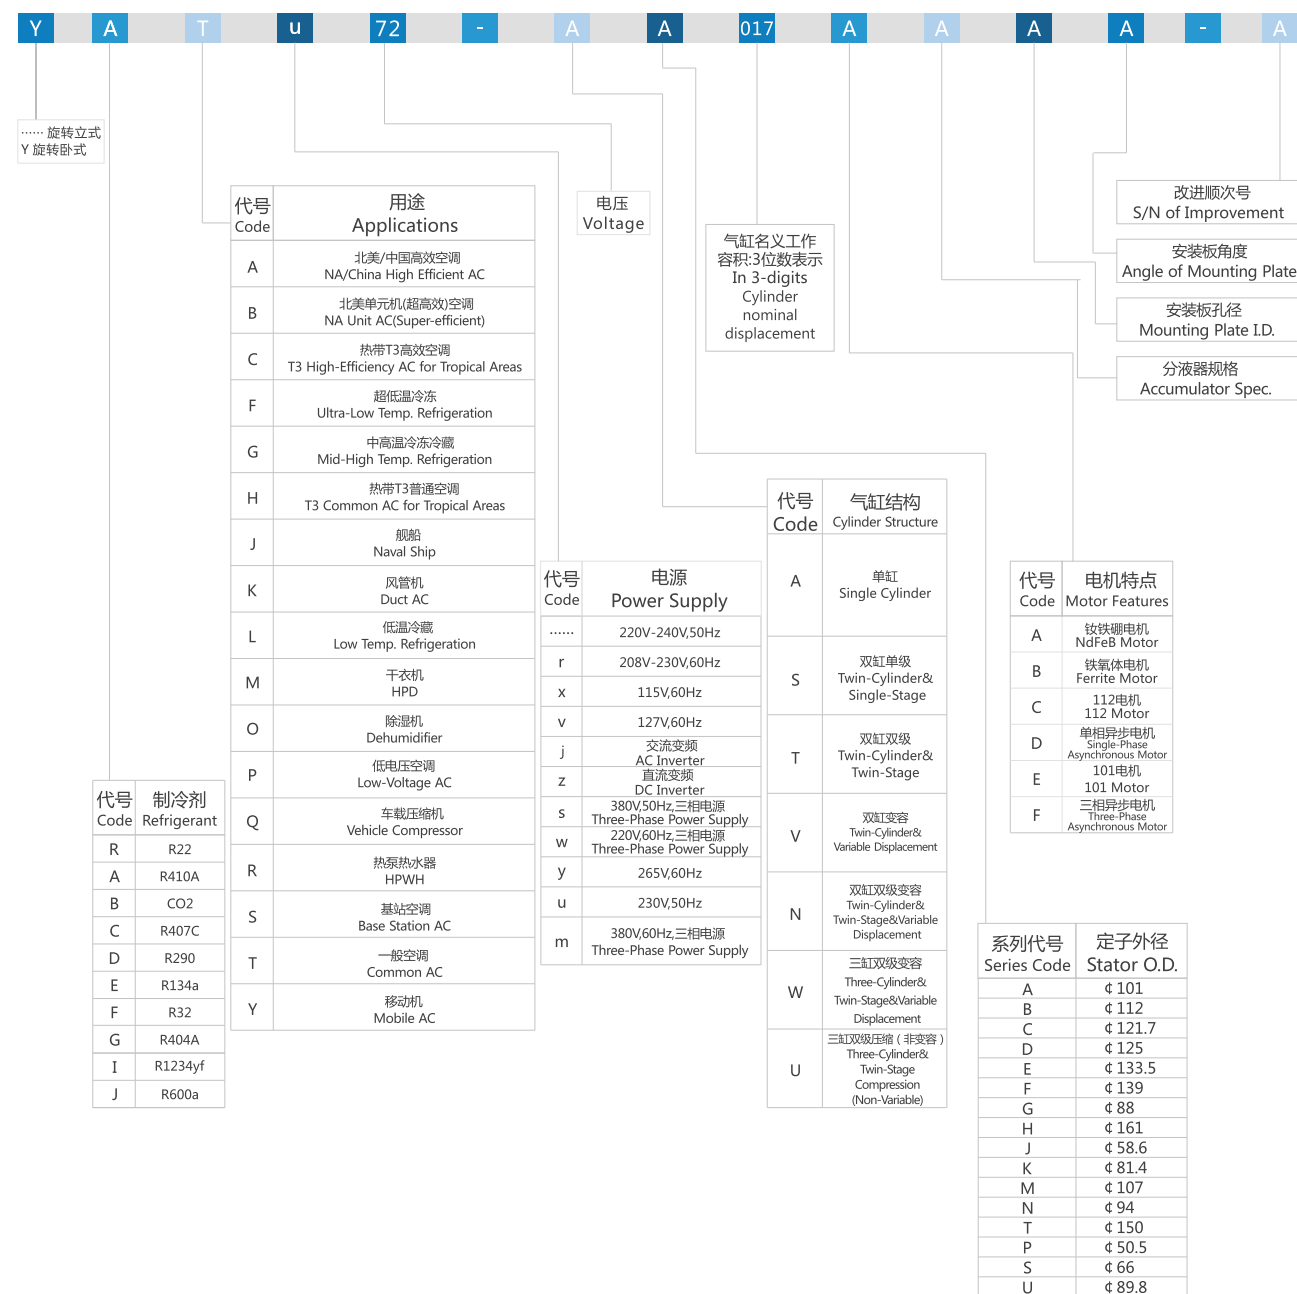 Y A T u 72 - A A 017 A A A A - A
······ 旋转立式
Y 旋转卧式
代号
Code
用途
Applications
A
北美/中国高效空调
NA/China High Efficient AC
B
北美单元机(超高效)空调
NA Unit AC(Super-efficient)
C
热带T3高效空调
T3 High-Efficiency AC for Tropical Areas
F
超低温冷冻
Ultra-Low Temp. Refrigeration
G
中高温冷冻冷藏
Mid-High Temp. Refrigeration
H
热带T3普通空调
T3 Common AC for Tropical Areas
J
舰船
Naval Ship
K
风管机
Duct AC
L
低温冷藏
Low Temp. Refrigeration
M
干衣机
HPD
O
除湿机
Dehumidifier
P
低电压空调
Low-Voltage AC
Q
车载压缩机
Vehicle Compressor
R
热泵热水器
HPWH
S
基站空调
Base Station AC
T
一般空调
Common AC
Y
移动机
Mobile AC
电压
Voltage
气缸名义工作
容积:3位数表示
In 3-digits
Cylinder
nominal
displacement
改进顺次号
S/N of Improvement
安装板角度
Angle of Mounting Plate
安装板孔径
Mounting Plate I.D.
分液器规格
Accumulator Spec.
代号
Code
制冷剂
Refrigerant
R R22
A R410A
B CO2
C R407C
D R290
E R134a
F R32
G R404A
I R1234yf
J R600a
代号
Code
电源
Power Supply
······ 220V-240V,50Hz
r 208V-230V,60Hz
x 115V,60Hz
v 127V,60Hz
j
交流变频
AC Inverter
z
直流变频
DC Inverter
s
380V,50Hz,三相电源
Three-Phase Power Supply
w
220V,60Hz,三相电源
Three-Phase Power Supply
y 265V,60Hz
u 230V,50Hz
m
380V,60Hz,三相电源
Three-Phase Power Supply
代号
Code
气缸结构
Cylinder Structure
A
单缸
Single Cylinder
S
双缸单级
Twin-Cylinder&
Single-Stage
T
双缸双级
Twin-Cylinder&
Twin-Stage
V
双缸变容
Twin-Cylinder&
Variable Displacement
N
双缸双级变容
Twin-Cylinder&
Twin-Stage&Variable
Displacement
W
三缸双级变容
Three-Cylinder&
Twin-Stage&Variable
Displacement
U
三缸双级压缩（非变容）
Three-Cylinder&
Twin-Stage
Compression
(Non-Variable)
代号
Code
电机特点
Motor Features
A
钕铁硼电机
NdFeB Motor
B
铁氧体电机
Ferrite Motor
C
112电机
112 Motor
D
单相异步电机
Single-Phase
Asynchronous Motor
E
101电机
101 Motor
F
三相异步电机
Three-Phase
Asynchronous Motor
系列代号
Series Code
定子外径
Stator O.D.
A ¢ 101
B ¢ 112
C ¢ 121.7
D ¢ 125
E ¢ 133.5
F ¢ 139
G ¢ 88
H ¢ 161
J ¢ 58.6
K ¢ 81.4
M ¢ 107
N ¢ 94
T ¢ 150
P ¢ 50.5
S ¢ 66
U ¢ 89.8